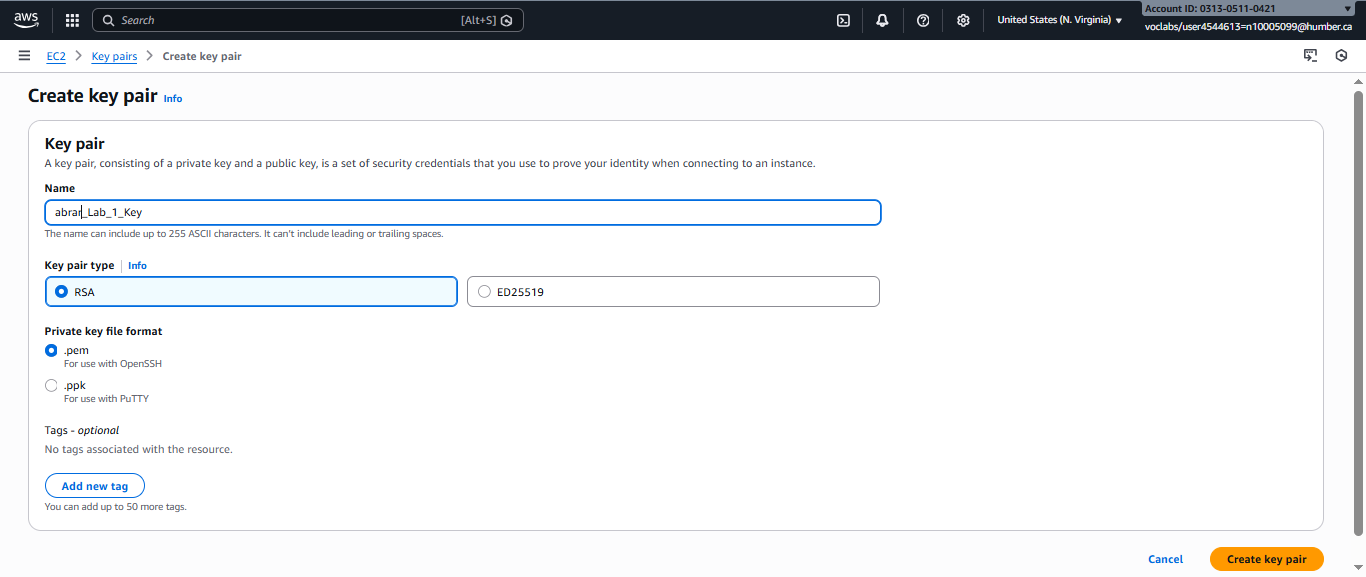 aws
Search [Alt+S]
United States (N. Virginia)
Account ID: 0313-0511-0421
voclabs/user4544613=n10005099@humber.ca
EC2 > Key pairs > Create key pair
Create key pair Info
Key pair
A key pair, consisting of a private key and a public key, is a set of security credentials that you use to prove your identity when connecting to an instance.
Name
abrar_Lab_1_Key
The name can include up to 255 ASCII characters. It can't include leading or trailing spaces.
Key pair type Info
RSA
ED25519
Private key file format
.pem
For use with OpenSSH
.ppk
For use with PuTTY
Tags - optional
No tags associated with the resource.
Add new tag
You can add up to 50 more tags.
Cancel
Create key pair